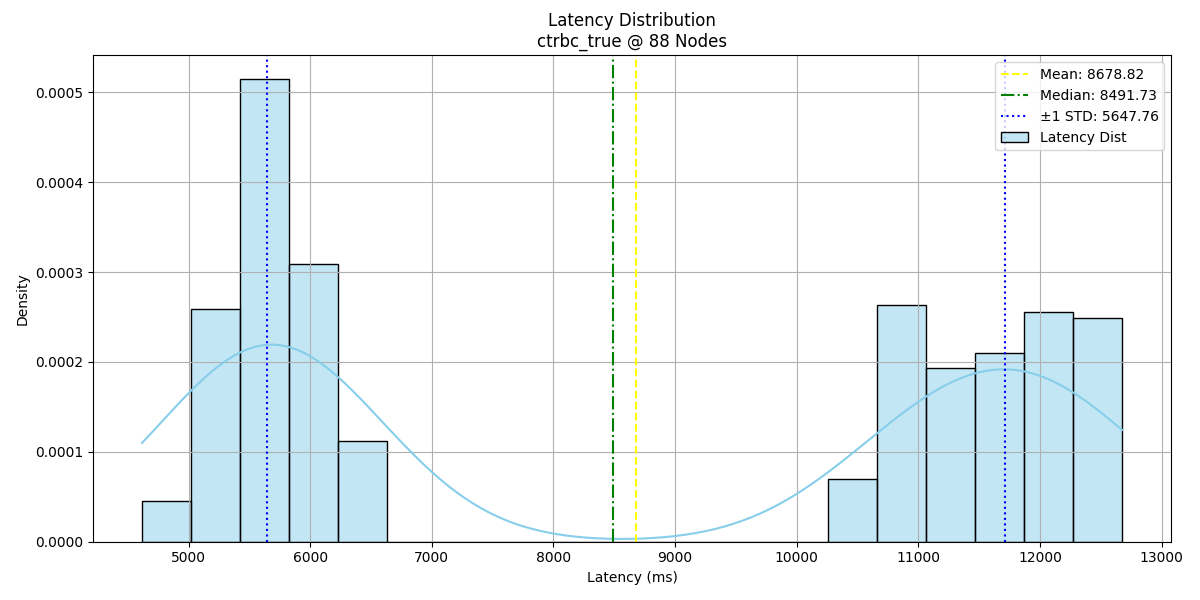 Latency Distribution
ctrbc_true @ 88 Nodes
Mean: 8678.82
Median: 8491.73
±1 STD: 5647.76
Latency Dist
Density
0.0005
0.0004
0.0003
0.0002
0.0001
0.0000
5000 6000 7000 8000 9000 10000 11000 12000 13000
Latency (ms)